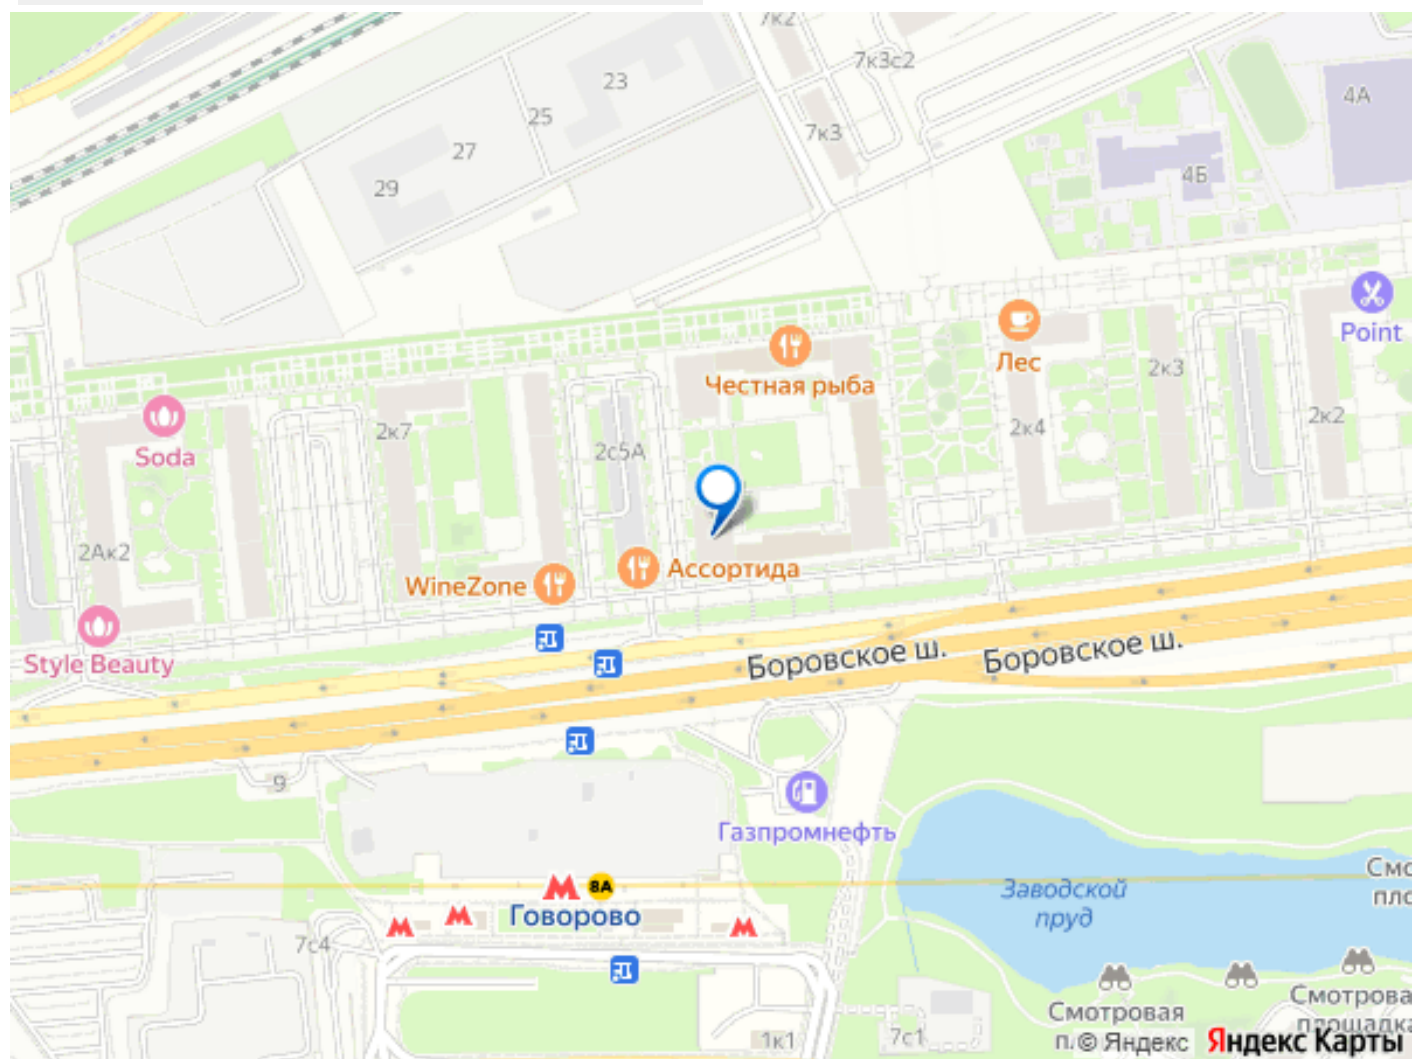 7к2
7к3с2
23
4А
25
7к3
27
4Б
29
Point
Лес
2к3
Честная рыба
2к2
2к7
2к4
Soda
2с5А
2Ак2
Ассортида
WineZone
Боровское ш.
Боровское ш.
Style Beauty
9
Газпромнефть
8А
Заводской
пруд
Говорово
7с4
Смотровая
1к1
7с1
© Яндекс
Яндекс Карты